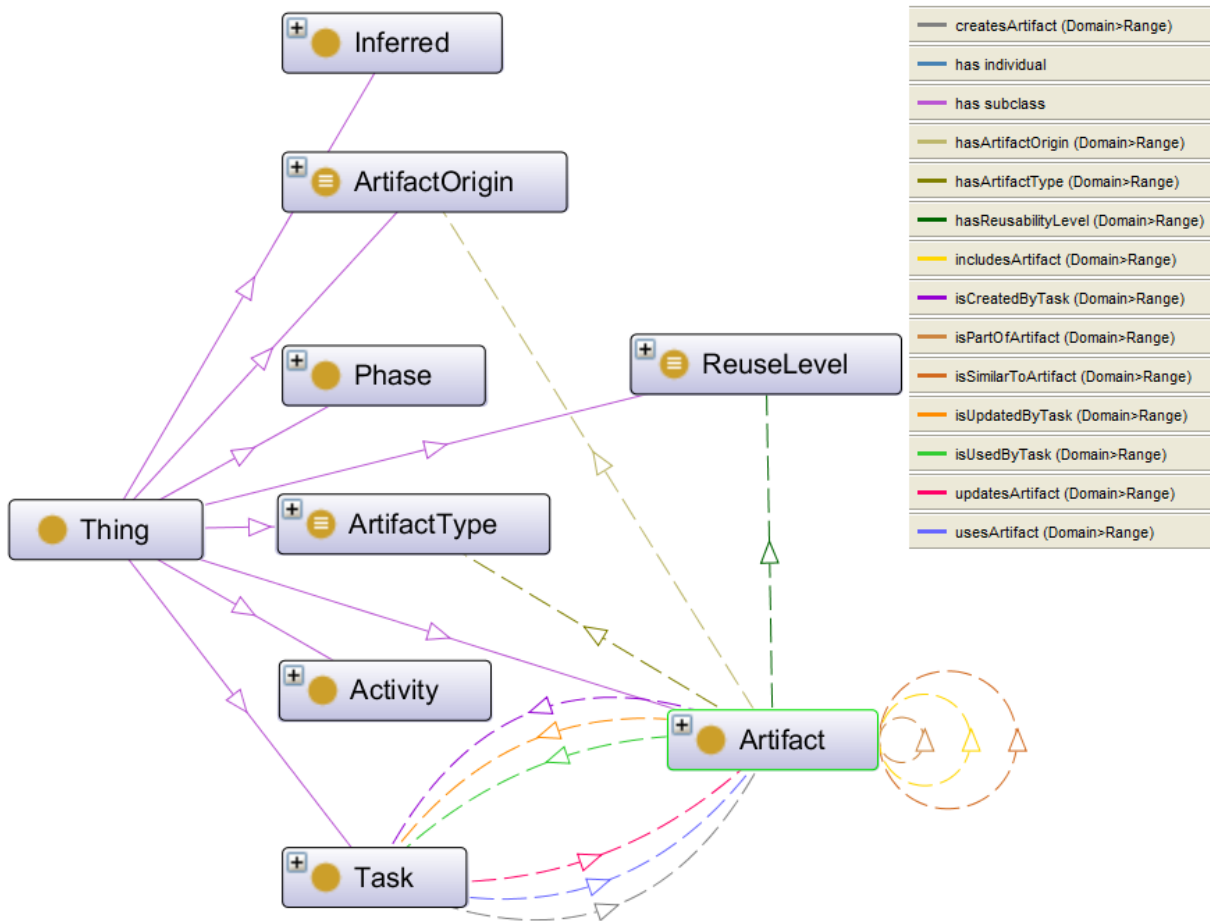 Inferred
ArtifactOrigin
Phase
ReuseLevel
Thing
ArtifactType
Activity
Artifact
Task
createsArtifact (Domain>Range)
has individual
has subclass
hasArtifactOrigin (Domain>Range)
hasArtifactType (Domain>Range)
hasReusabilityLevel (Domain>Range)
includesArtifact (Domain>Range)
isCreatedByTask (Domain>Range)
isPartOfArtifact (Domain>Range)
isSimilarToArtifact (Domain>Range)
isUpdatedByTask (Domain>Range)
isUsedByTask (Domain>Range)
updatesArtifact (Domain>Range)
usesArtifact (Domain>Range)